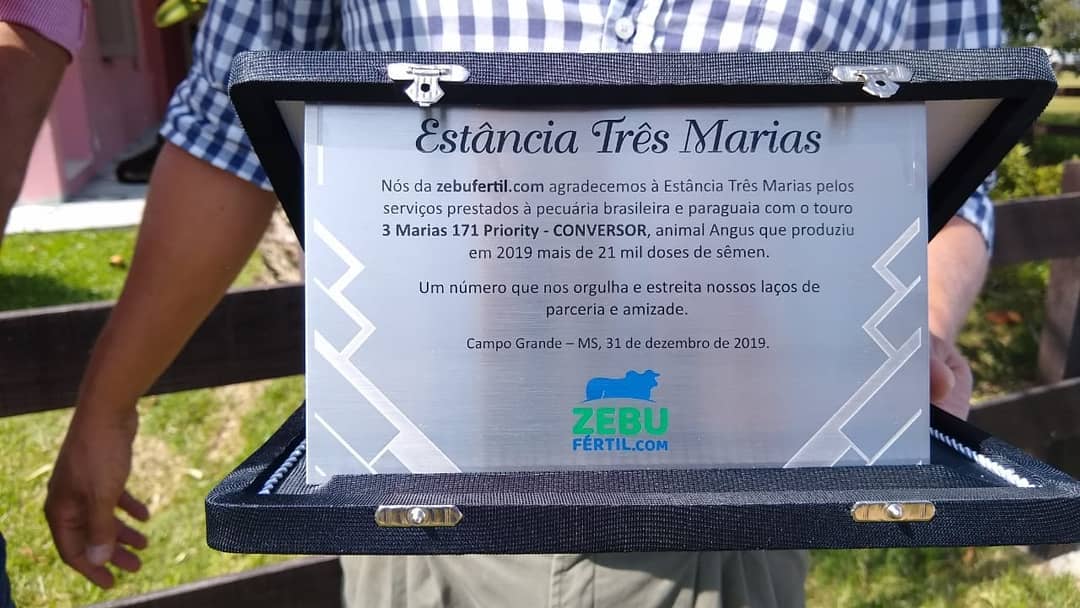 Estância Três Marias
Nós da zebufertil.com agradecemos à Estância Três Marias pelos
serviços prestados à pecuária brasileira e paraguaia com o touro
3 Marias 171 Priority - CONVERSOR, animal Angus que produziu
em 2019 mais de 21 mil doses de sêmen.
Um número que nos orgulha e estreita nossos laços de
parceria e amizade.
Campo Grande – MS, 31 de dezembro de 2019.
ZEBU
FÉRTIL.COM